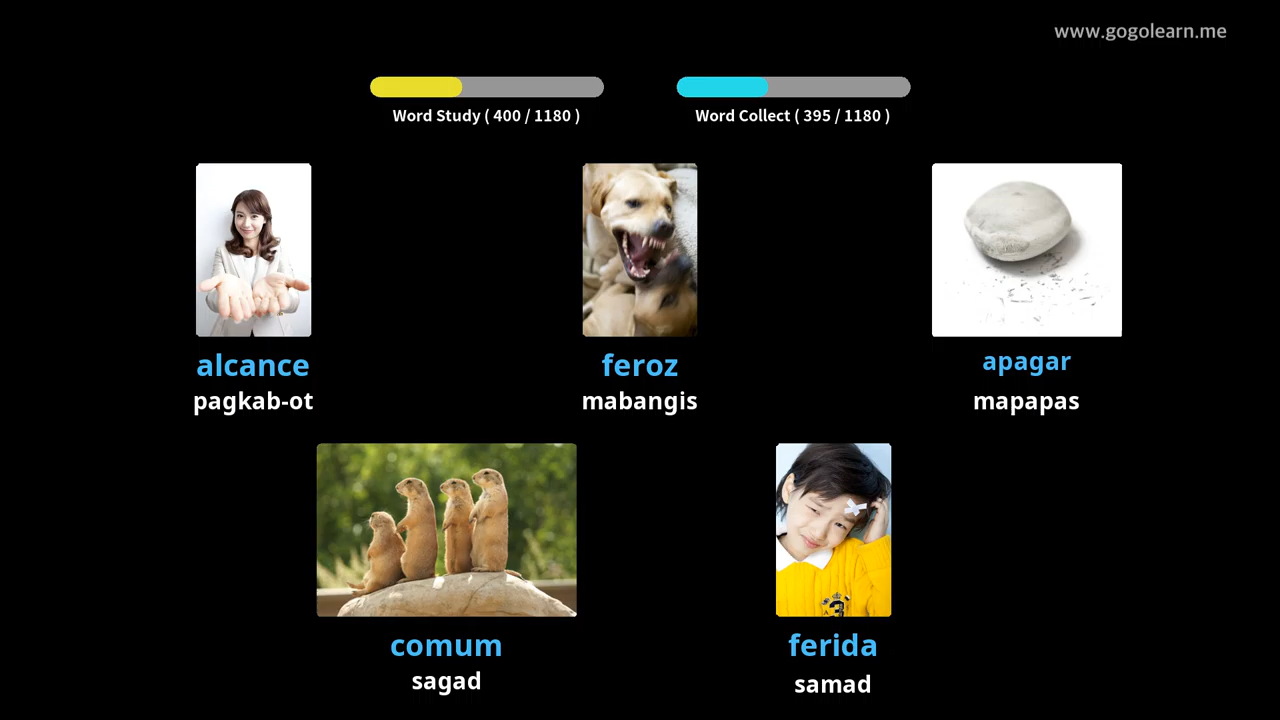 www.gogolearn.me
Word Study ( 400 / 1180 )
Word Collect ( 395 / 1180 )
alcance
pagkab-ot
feroz
mabangis
apagar
mapapas
comum
sagad
ferida
samad
3